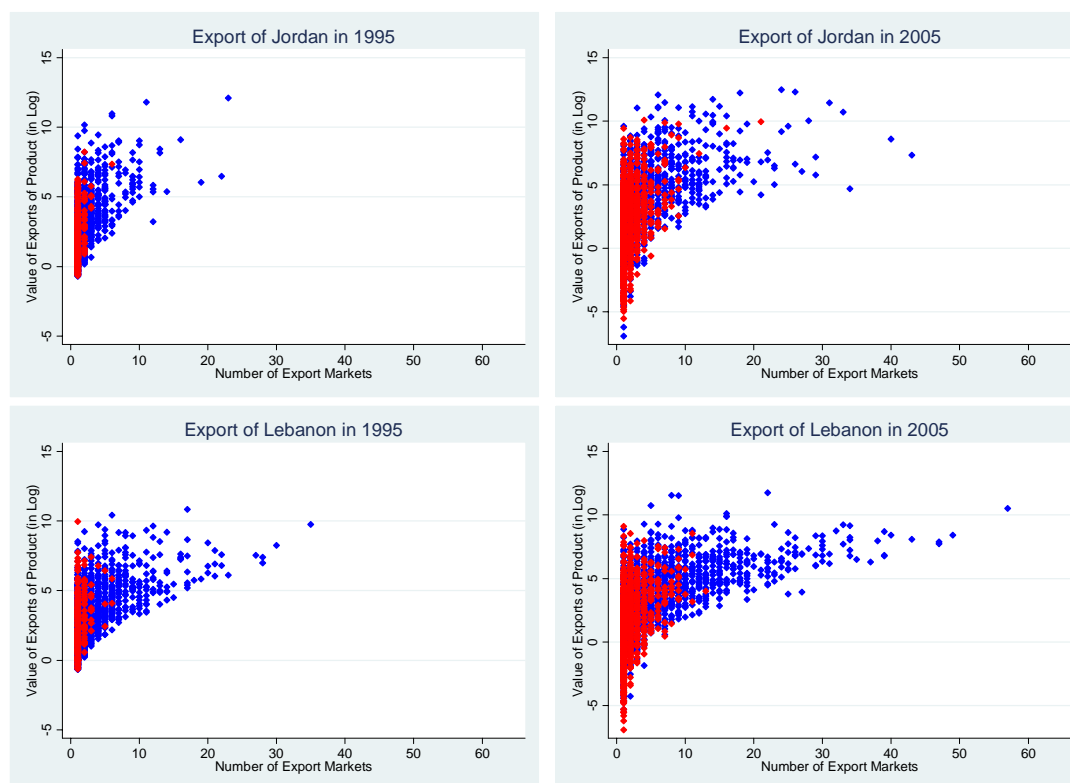 Export of Jordan in 1995
Value of Exports of Product (in Log)
15
10
5
0
-5
0 10 20 30 40 50 60
Number of Export Markets
Export of Jordan in 2005
Value of Exports of Product (in Log)
15
10
5
0
-5
0 10 20 30 40 50 60
Number of Export Markets
Export of Lebanon in 1995
Value of Exports of Product (in Log)
15
10
5
0
-5
0 10 20 30 40 50 60
Number of Export Markets
Export of Lebanon in 2005
Value of Exports of Product (in Log)
15
10
5
0
-5
0 10 20 30 40 50 60
Number of Export Markets